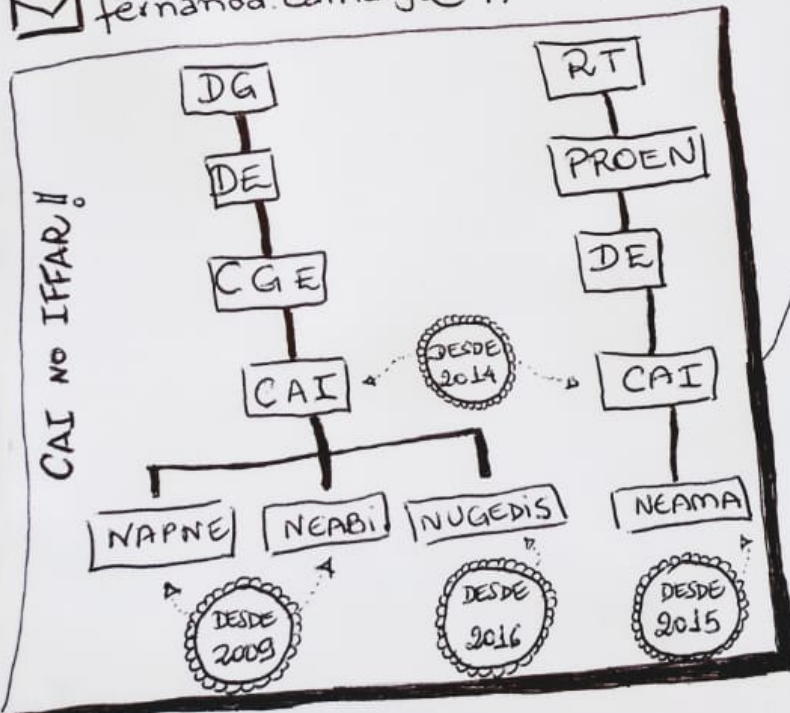 CAI NO IFFAR!
DG
DE
CGE
CAI
NAPNE
NEABi
NUGEDIS
DESDE
2009
DESDE
2016
DESDE
2014
RT
PROEN
DE
CAI
NEAMA
DESDE
2015